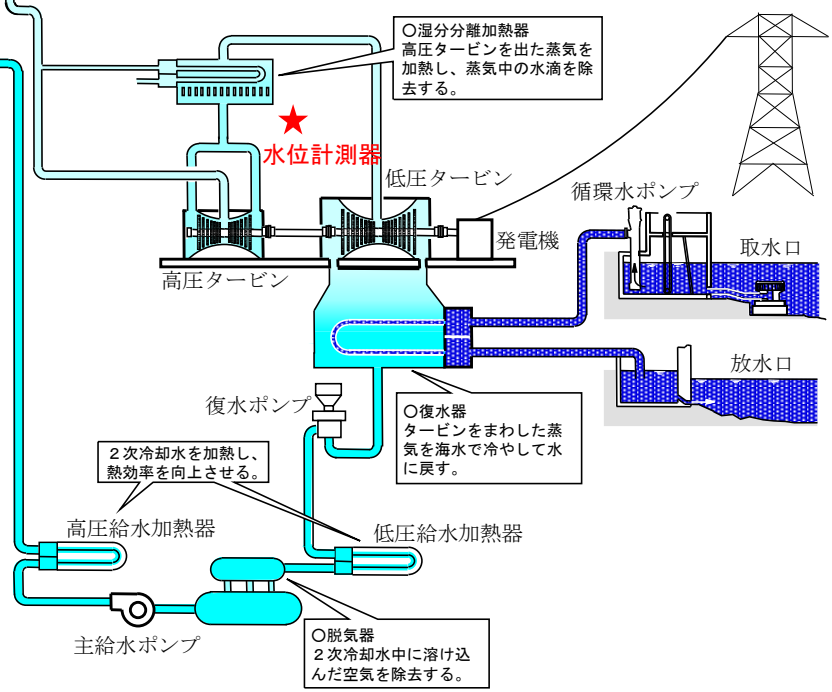 ○湿分分離加熱器
高圧タービンを出た蒸気を
加熱し、蒸気中の水滴を除
去する。
★
水位計測器
低圧タービン
循環水ポンプ
発電機
取水口
高圧タービン
放水口
復水ポンプ
○復水器
タービンをまわした蒸
気を海水で冷やして水
に戻す。
２次冷却水を加熱し、
熱効率を向上させる。
高圧給水加熱器
低圧給水加熱器
主給水ポンプ
○脱気器
２次冷却水中に溶け込
んだ空気を除去する。